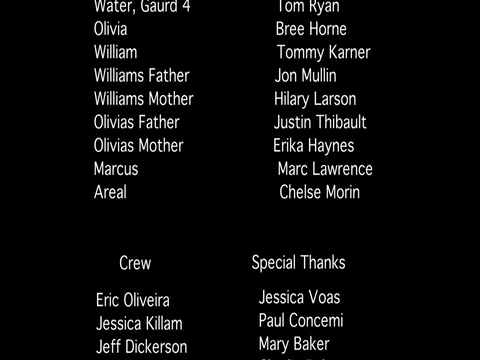 Water, Gaurd 4 Tom Ryan
Olivia Bree Horne
William Tommy Karner
Williams Father Jon Mullin
Williams Mother Hilary Larson
Olivias Father Justin Thibault
Olivias Mother Erika Haynes
Marcus Marc Lawrence
Areal Chelse Morin
Crew Special Thanks
Eric Oliveira Jessica Voas
Jessica Killam Paul Concemi
Jeff Dickerson Mary Baker